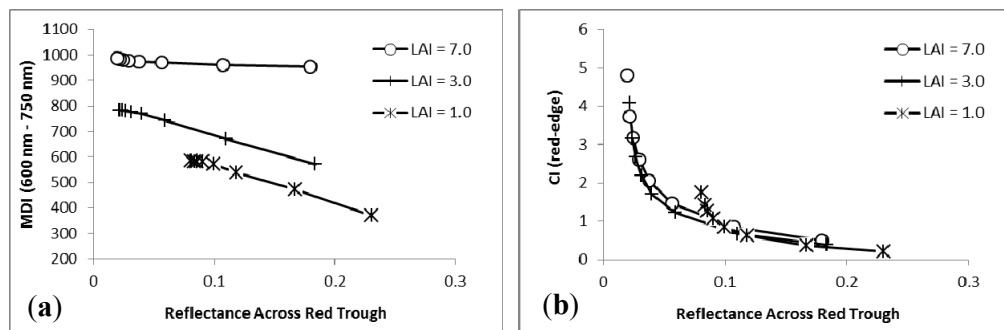 1100
1000
900
800
700
600
500
400
300
200
MDI (600 nm - 750 nm)
0 0.1 0.2 0.3
Reflectance Across Red Trough
LAI = 7.0
LAI = 3.0
LAI = 1.0
(a)
6
5
4
3
2
1
0
CI (red-edge)
0 0.1 0.2 0.3
Reflectance Across Red Trough
LAI = 7.0
LAI = 3.0
LAI = 1.0
(b)